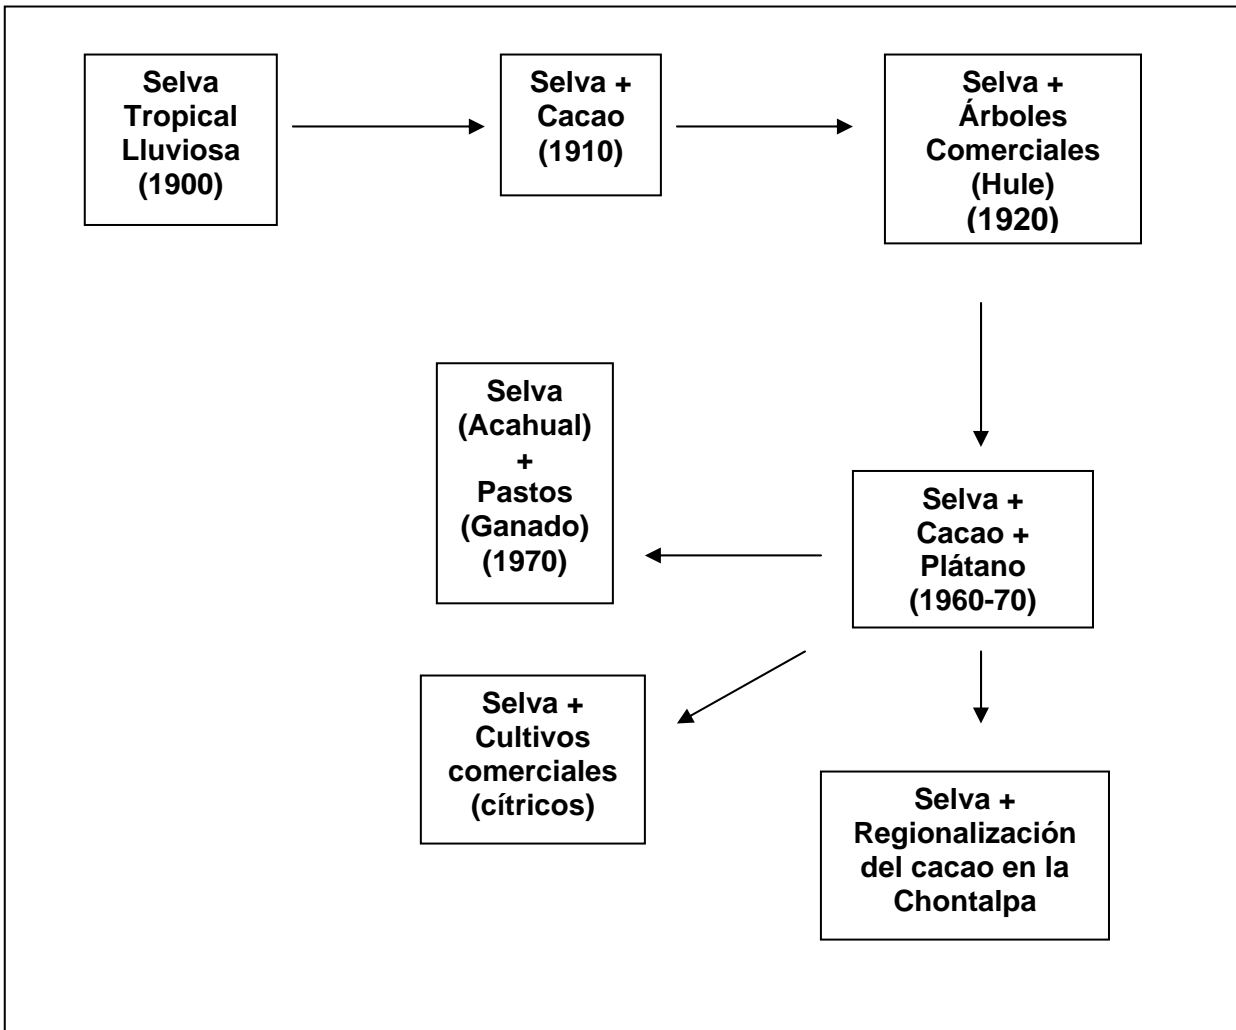 Selva
Tropical
Lluviosa
(1900)
Selva +
Cacao
(1910)
Selva +
Árboles
Comerciales
(Hule)
(1920)
Selva
(Acahual)
+
Pastos
(Ganado)
(1970)
Selva +
Cacao +
Plátano
(1960-70)
Selva +
Cultivos
comerciales
(cítricos)
Selva +
Regionalización
del cacao en la
Chontalpa